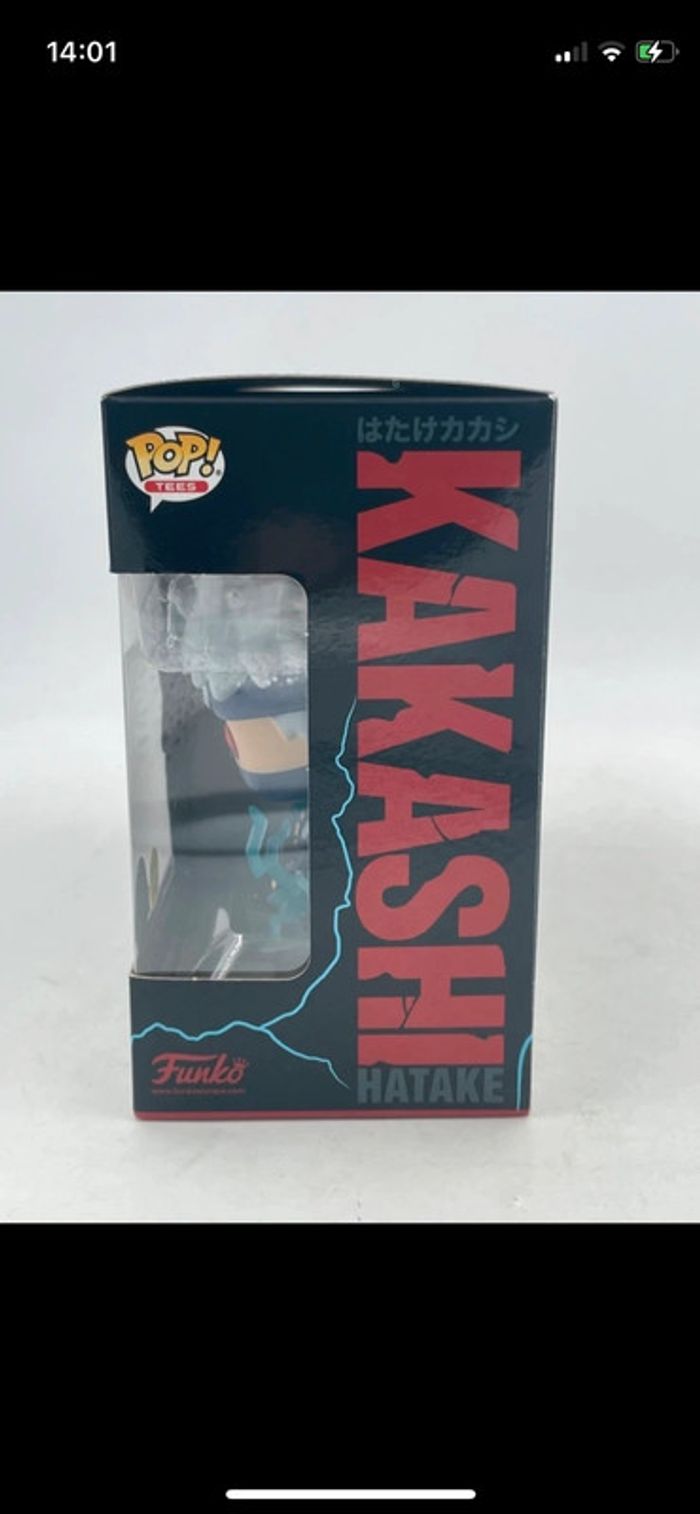 14:01
POP!
TEES
はたけカカシ
KAKASHI
HATAKE
Funko